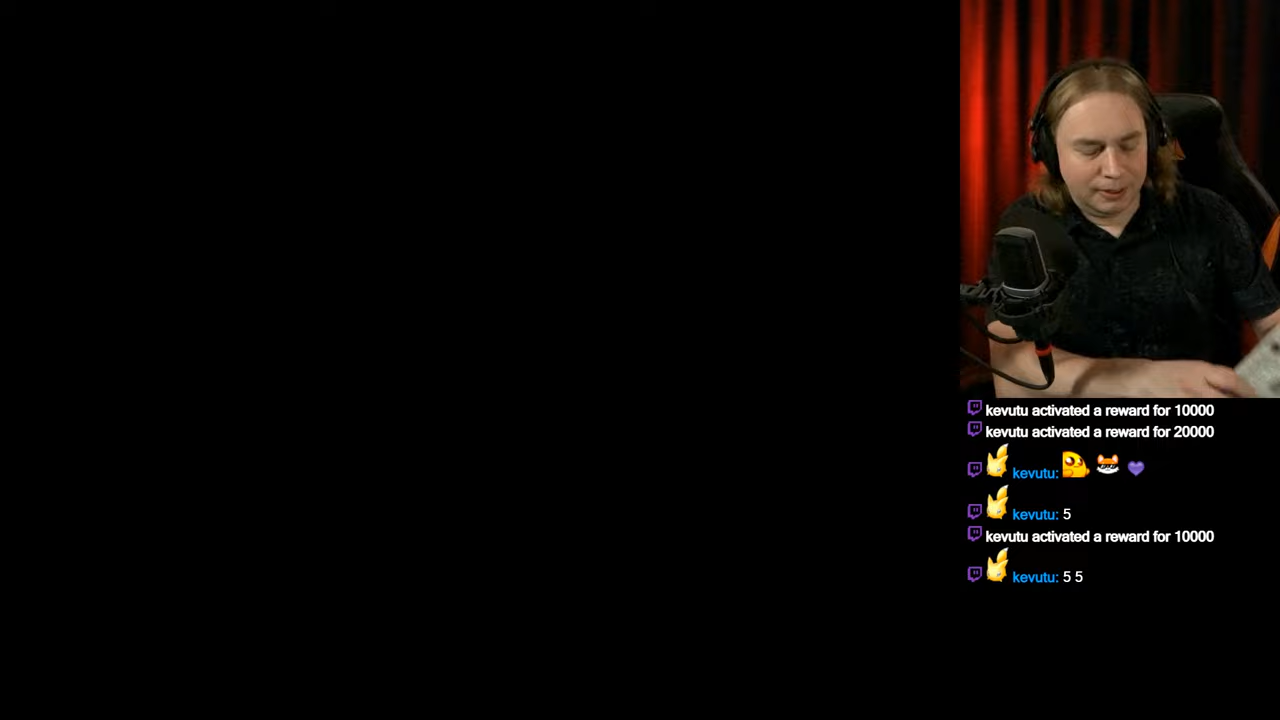 kevutu activated a reward for 10000
kevutu activated a reward for 20000
kevutu:
kevutu: 5
kevutu activated a reward for 10000
kevutu: 5 5